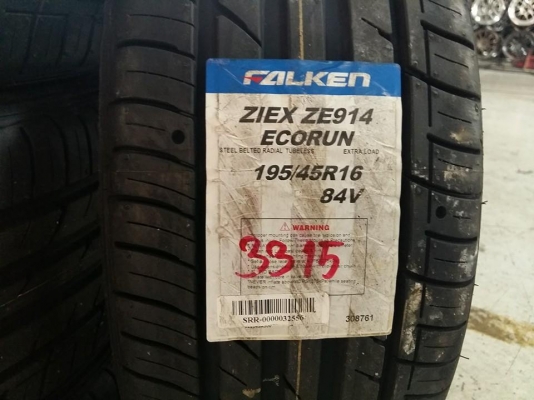 FALKEN
ZIEX ZE914
ECORUN
STEEL BELTED RADIAL TUBELESS EXTRA LOAD
195/45R16
84V
WARNING
3315
SRR-0000032556
308761